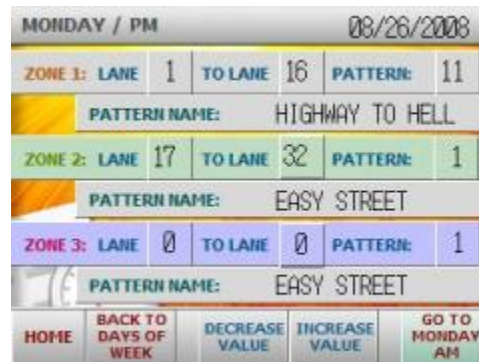 MONDAY / PM 08/26/2008
ZONE 1: LANE 1 TO LANE 16 PATTERN: 11
PATTERN NAME: HIGHWAY TO HELL
ZONE 2: LANE 17 TO LANE 32 PATTERN: 1
PATTERN NAME: EASY STREET
ZONE 3: LANE 0 TO LANE 0 PATTERN: 1
PATTERN NAME: EASY STREET
HOME
BACK TO
DAYS OF
WEEK
DECREASE
VALUE
INCREASE
VALUE
GO TO
MONDAY
AM